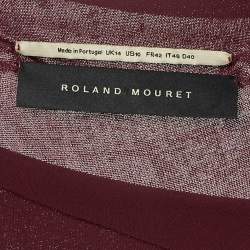 Made in Portugal UK14 US10 FR42 IT46 D40
ROLAND MOURET